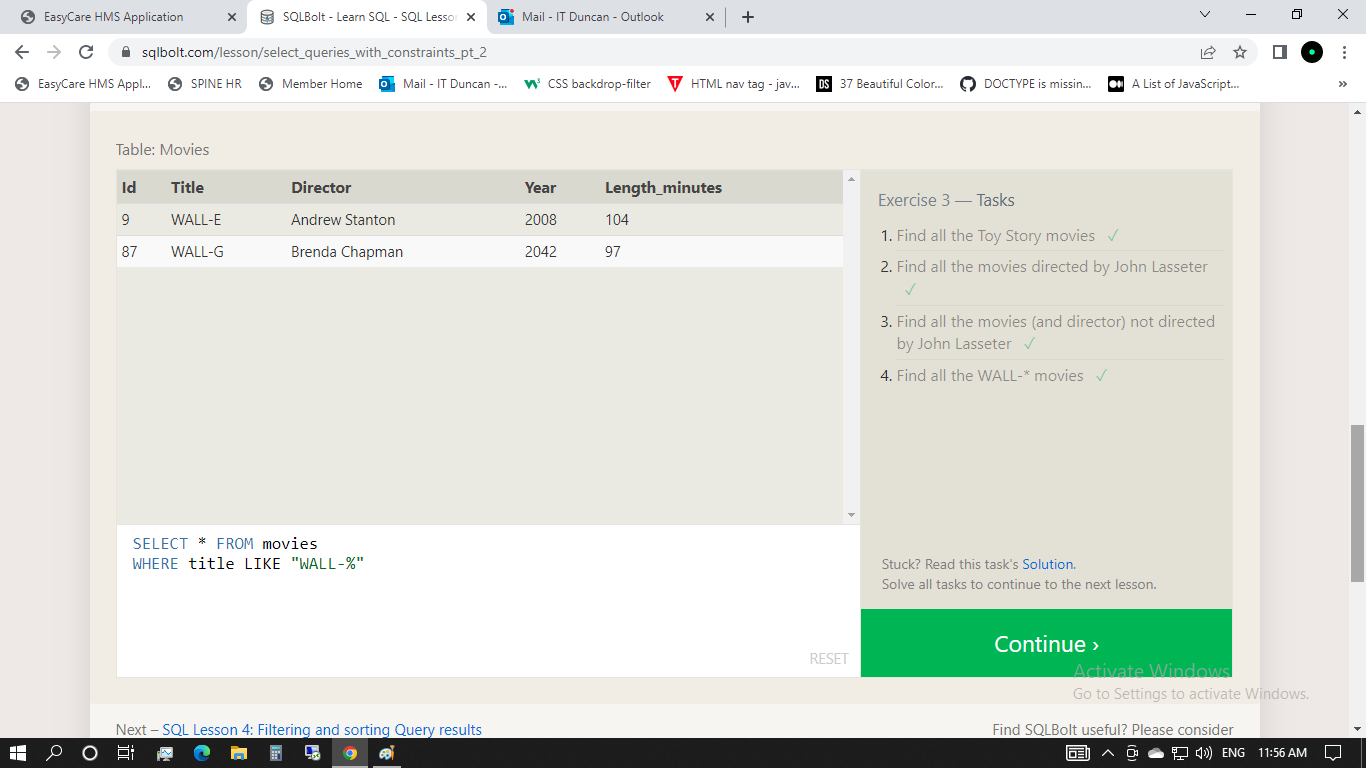 EasyCare HMS Application
SQLBolt - Learn SQL - SQL Lesson
Mail - IT Duncan - Outlook
sqlbolt.com/lesson/select_queries_with_constraints_pt_2
EasyCare HMS Appl...
SPINE HR
Member Home
Mail - IT Duncan -...
CSS backdrop-filter
HTML nav tag - jav...
DS
37 Beautiful Color...
DOCTYPE is missin...
A List of JavaScript...
»
Table: Movies
Id Title Director Year Length_minutes
9 WALL-E Andrew Stanton 2008 104
87 WALL-G Brenda Chapman 2042 97
SELECT * FROM movies
WHERE title LIKE "WALL-%"
RESET
Exercise 3 — Tasks
1. Find all the Toy Story movies ✓
2. Find all the movies directed by John Lasseter
✓
3. Find all the movies (and director) not directed
by John Lasseter ✓
4. Find all the WALL-* movies ✓
Stuck? Read this task's Solution.
Solve all tasks to continue to the next lesson.
Continue ›
Activate Windows
Go to Settings to activate Windows.
Next – SQL Lesson 4: Filtering and sorting Query results
Find SQLBolt useful? Please consider
ENG 11:56 AM